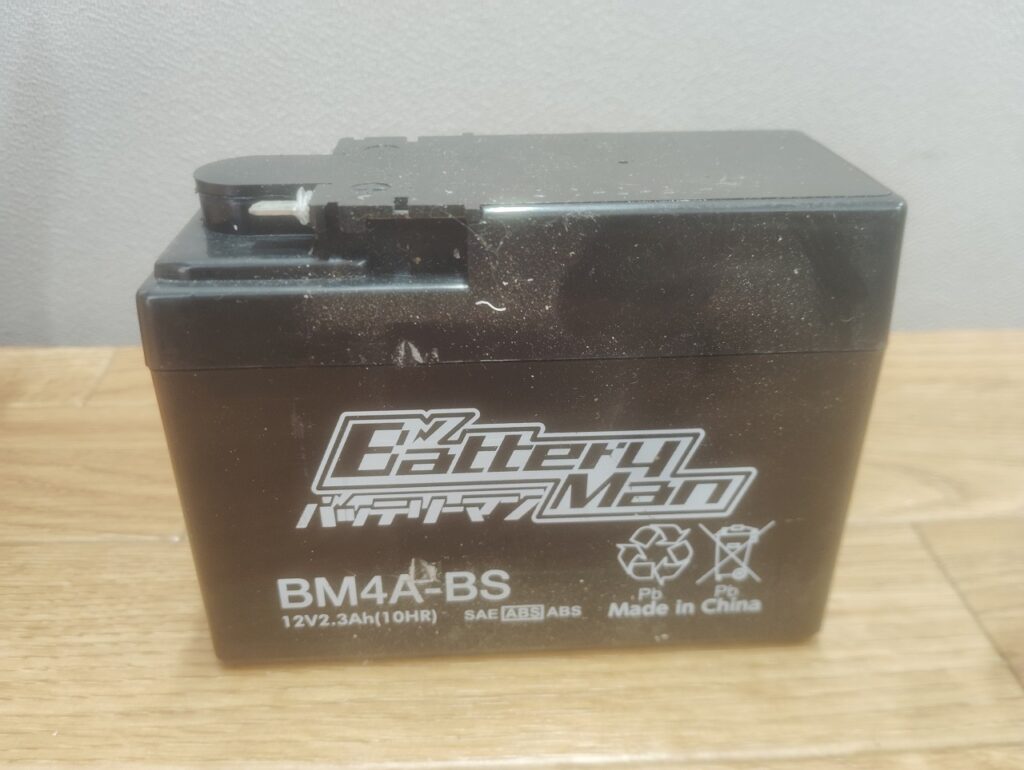 Battery
Man
バッテリーマン
BM4A-BS
12V2.3Ah(10HR) SAE ABS ABS
Pb Pb
Made in China